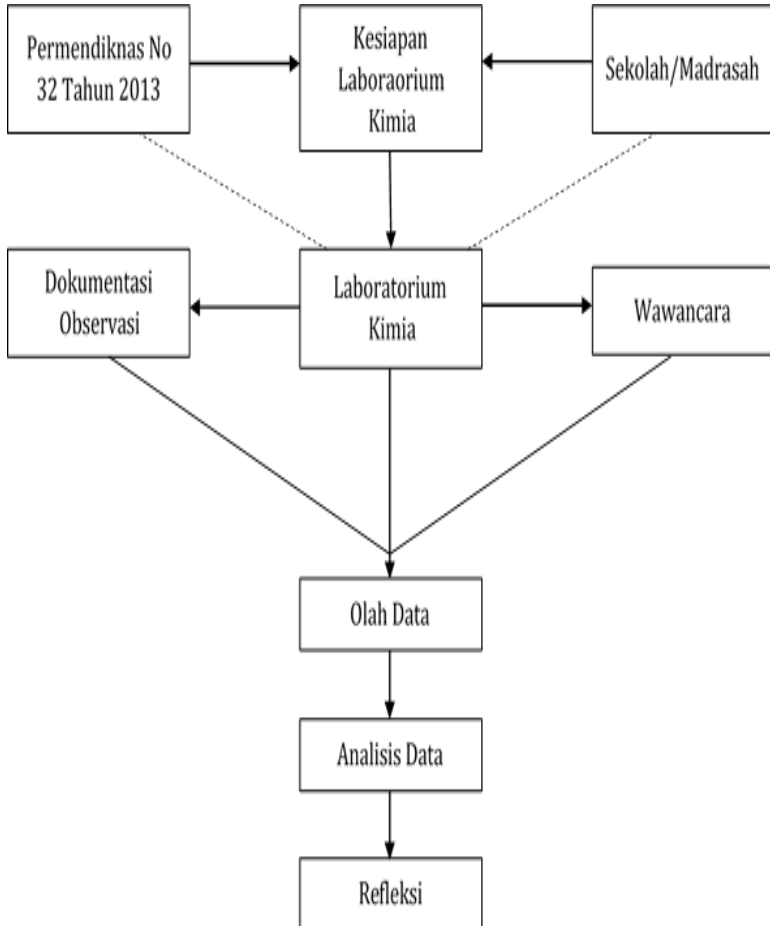 Permendiknas No
32 Tahun 2013
Kesiapan
Laboraorium
Kimia
Sekolah/Madrasah
Dokumentasi
Observasi
Laboratorium
Kimia
Wawancara
Olah Data
Analisis Data
Refleksi